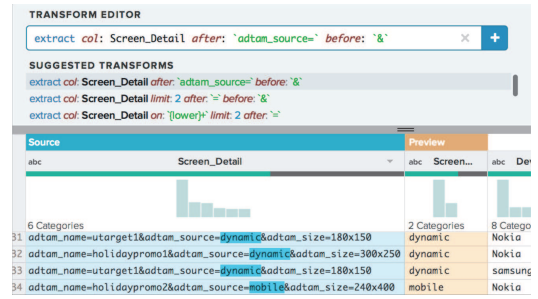 TRANSFORM EDITOR
extract col: Screen_Detail after: `adtam_source=` before: `&`
SUGGESTED TRANSFORMS
extract col: Screen_Detail after: `adtam_source=` before: `&`
extract col: Screen_Detail limit: 2 after: `=` before: `&`
extract col: Screen_Detail on: `{lower}+` limit: 2 after: `=`
Source Preview
abc Screen_Detail abc Screen... abc Dev
6 Categories 2 Categories 8 Catego
31 adtam_name=utarget1&adtam_source=dynamic&adtam_size=180x150 dynamic Nokia
32 adtam_name=holidaypromo1&adtam_source=dynamic&adtam_size=300x250 dynamic Nokia
33 adtam_name=utarget1&adtam_source=dynamic&adtam_size=180x150 dynamic samsung
34 adtam_name=holidaypromo2&adtam_source=mobile&adtam_size=240x400 mobile Nokia